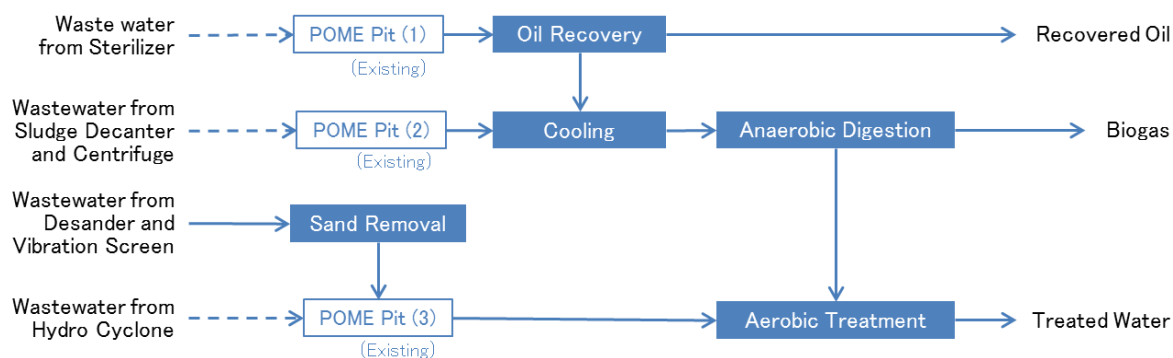 Waste water
from Sterilizer
POME Pit (1)
(Existing)
Oil Recovery
Recovered Oil
Wastewater from
Sludge Decanter
and Centrifuge
POME Pit (2)
(Existing)
Cooling
Anaerobic Digestion
Biogas
Wastewater from
Desander and
Vibration Screen
Sand Removal
Wastewater from
Hydro Cyclone
POME Pit (3)
(Existing)
Aerobic Treatment
Treated Water